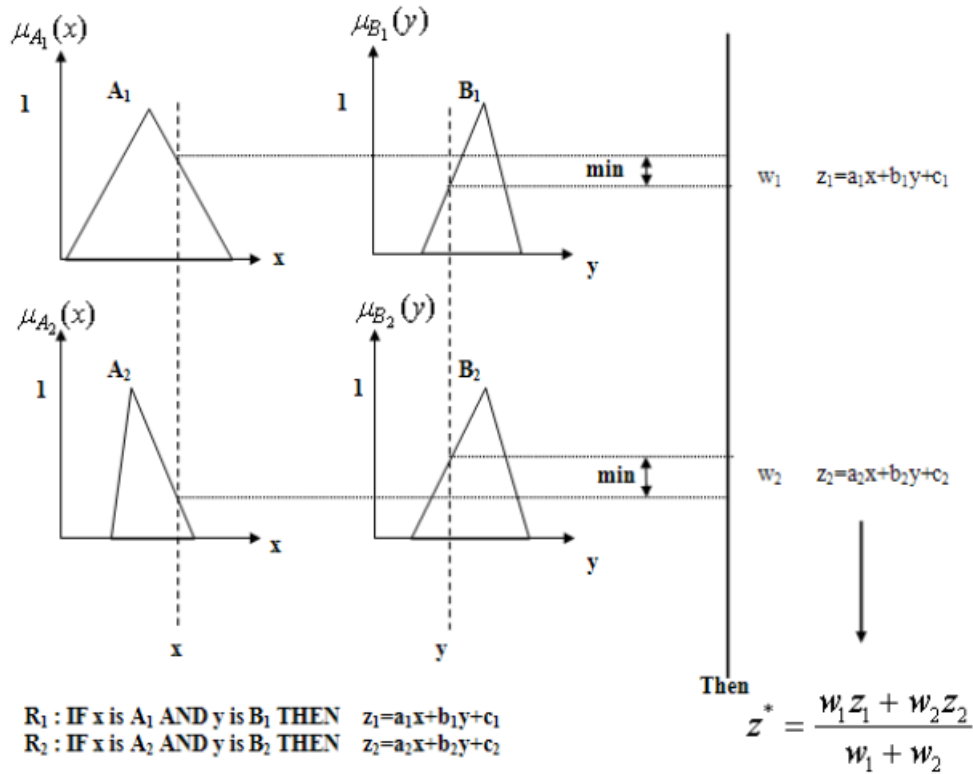 μA₁(x) μB₁(y)
1 A₁ 1 B₁
min
w₁ z₁=a₁x+b₁y+c₁
x y
μA₂(x) μB₂(y)
1 A₂ 1 B₂
min
w₂ z₂=a₂x+b₂y+c₂
x y
x y
Then
R₁ : IF x is A₁ AND y is B₁ THEN z₁=a₁x+b₁y+c₁
R₂ : IF x is A₂ AND y is B₂ THEN z₂=a₂x+b₂y+c₂
z* = (w₁z₁ + w₂z₂) / (w₁ + w₂)